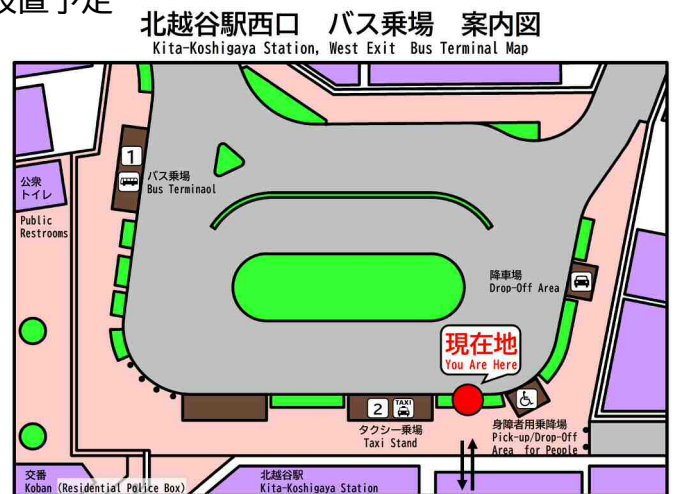 設置予定
北越谷駅西口 バス乗場 案内図
Kita-Koshigaya Station, West Exit Bus Terminal Map
1
バス乗場
Bus Terminaol
公衆
トイレ
Public
Restrooms
降車場
Drop-Off Area
現在地
You Are Here
2
TAXI
タクシー乗場
Taxi Stand
身障者用乗降場
Pick-up/Drop-Off
Area for People
交番
Koban (Residential Police Box)
北越谷駅
Kita-Koshigaya Station